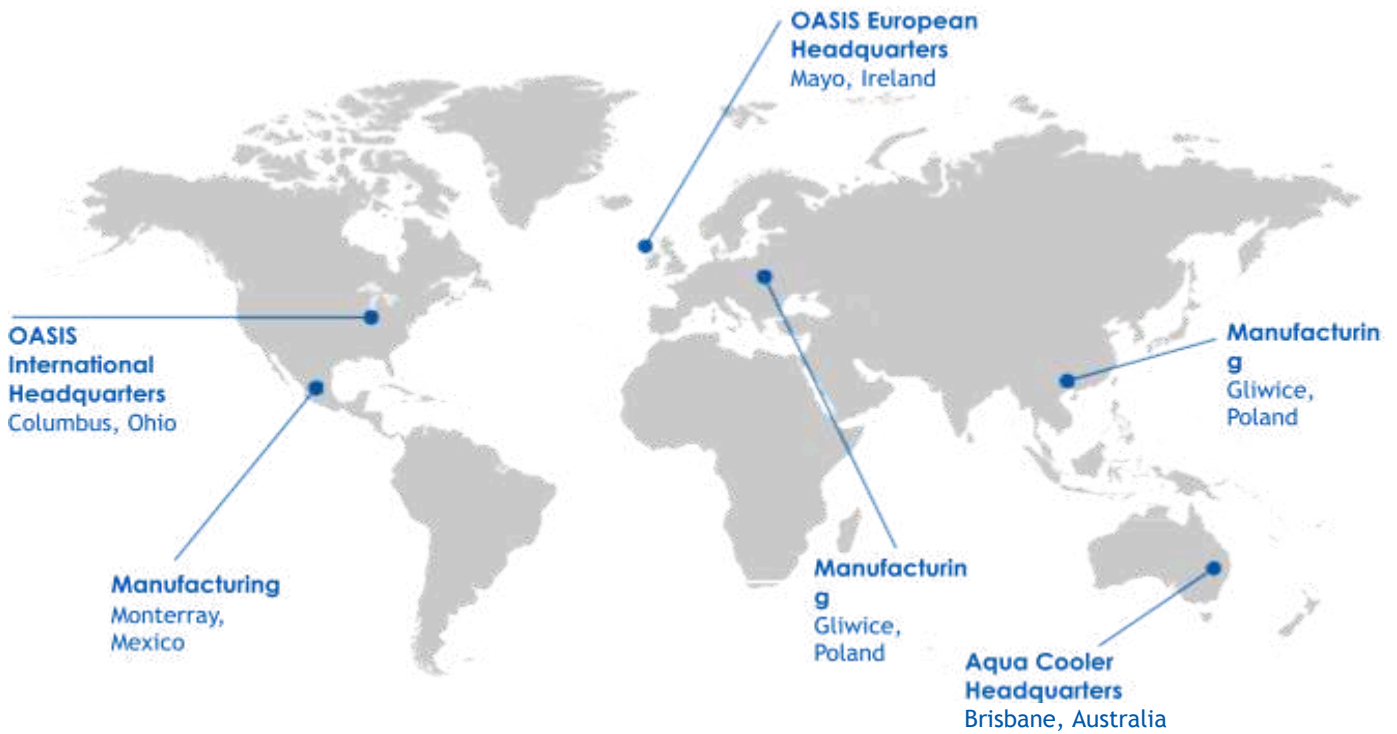 OASIS European
Headquarters
Mayo, Ireland
OASIS
International
Headquarters
Columbus, Ohio
Manufacturin
g
Gliwice,
Poland
Manufacturing
Monterray,
Mexico
Manufacturin
g
Gliwice,
Poland
Aqua Cooler
Headquarters
Brisbane, Australia